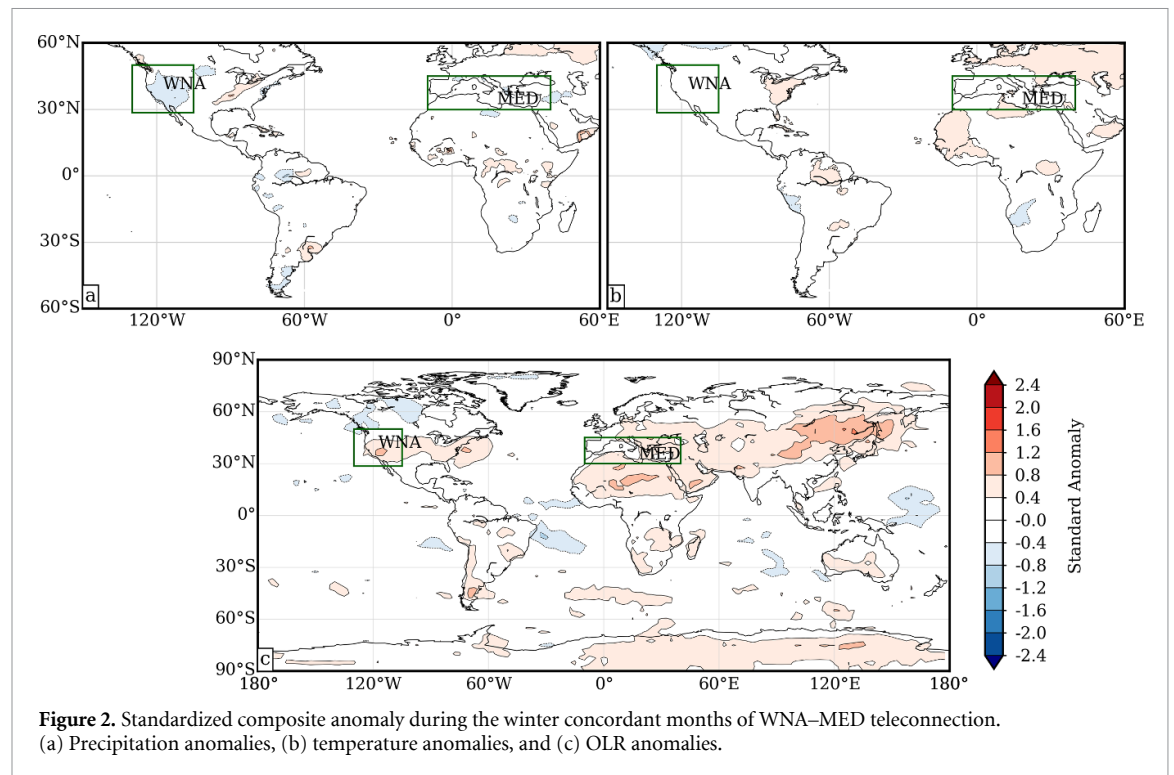 60°N
30°N
0°
30°S
60°S
WNA
MED
a
120°W 60°W 0° 60°E
WNA
MED
b
120°W 60°W 0° 60°E
90°N
60°N
30°N
0°
30°S
60°S
90°S
WNA
MED
c
180° 120°W 60°W 0° 60°E 120°E 180°
2.4
2.0
1.6
1.2
0.8
0.4
-0.0
-0.4
-0.8
-1.2
-1.6
-2.0
-2.4
Standard Anomaly
Figure 2. Standardized composite anomaly during the winter concordant months of WNA–MED teleconnection.
(a) Precipitation anomalies, (b) temperature anomalies, and (c) OLR anomalies.